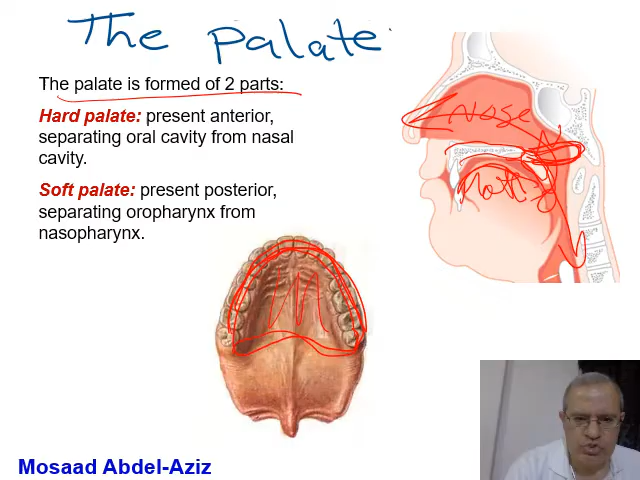 The Palate
The palate is formed of 2 parts:
Hard palate: present anterior,
separating oral cavity from nasal
cavity.
Soft palate: present posterior,
separating oropharynx from
nasopharynx.
Nose
Mosaad Abdel-Aziz